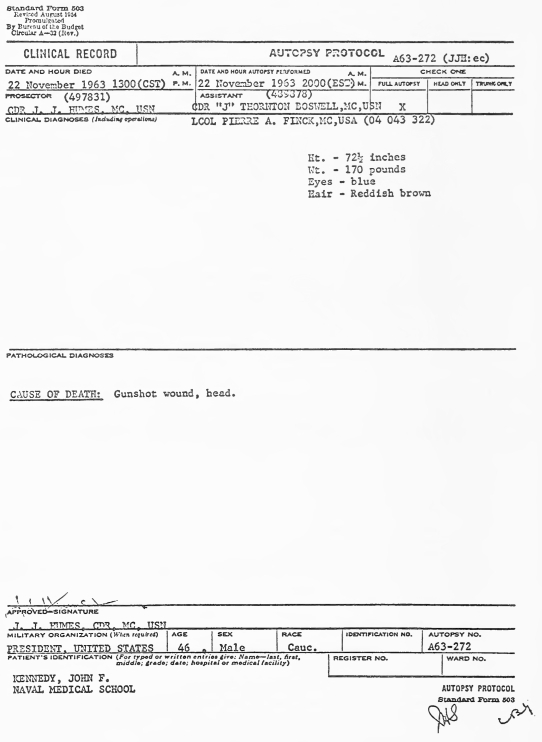 Standard Form 503
Revised August 1954
Promulgated
By Bureau of the Budget
Circular A—32 (Rev.)
CLINICAL RECORD
AUTOPSY PROTOCOL A63-272 (JJH:ec)
DATE AND HOUR DIED A. M. P. M.
22 November 1963 1300(CST)
DATE AND HOUR AUTOPSY PERFORMED A. M.
22 November 1963 2000(EST) M.
CHECK ONE
FULL AUTOPSY HEAD ONLY TRUNK ONLY
X
PROSECTOR (497831)
CDR J. J. HUMES, MC, USN
ASSISTANT (439378)
CDR "J" THORNTON BOSWELL,MC,USN
CLINICAL DIAGNOSES (Including operations)
LCOL PIERRE A. FINCK,MC,USA (04 043 322)
Ht. - 72½ inches
Wt. - 170 pounds
Eyes - blue
Hair - Reddish brown
PATHOLOGICAL DIAGNOSES
CAUSE OF DEATH: Gunshot wound, head.
APPROVED—SIGNATURE
J. J. HUMES, CDR, MC, USN
MILITARY ORGANIZATION (When required) AGE SEX RACE IDENTIFICATION NO. AUTOPSY NO.
PRESIDENT, UNITED STATES 46 Male Cauc. A63-272
PATIENT'S IDENTIFICATION (For typed or written entries give: Name—last, first,
middle; grade; date; hospital or medical facility)
REGISTER NO. WARD NO.
KENNEDY, JOHN F.
NAVAL MEDICAL SCHOOL
AUTOPSY PROTOCOL
Standard Form 503